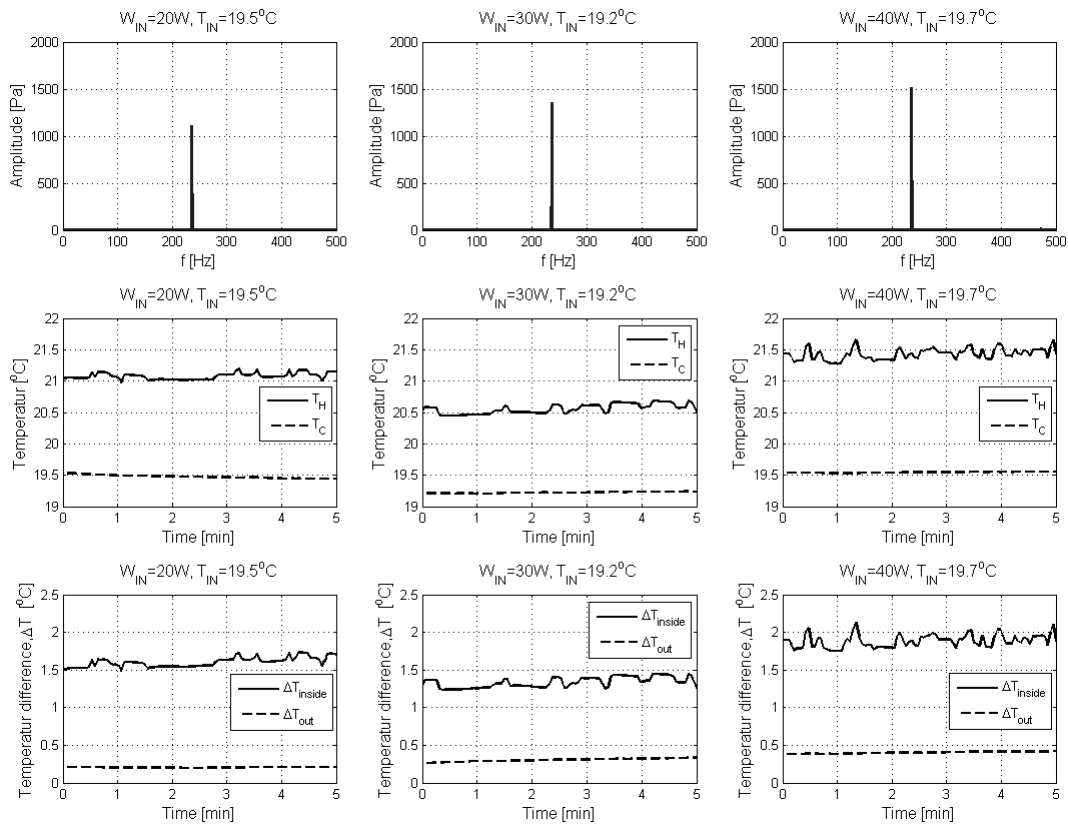 W_IN=20W, T_IN=19.5°C
Amplitude [Pa]
2000
1500
1000
500
0
0 100 200 300 400 500
f [Hz]
W_IN=30W, T_IN=19.2°C
Amplitude [Pa]
2000
1500
1000
500
0
0 100 200 300 400 500
f [Hz]
W_IN=40W, T_IN=19.7°C
Amplitude [Pa]
2000
1500
1000
500
0
0 100 200 300 400 500
f [Hz]
W_IN=20W, T_IN=19.5°C
Temperatur [°C]
22
21.5
21
20.5
20
19.5
19
T_H
T_C
0 1 2 3 4 5
Time [min]
W_IN=30W, T_IN=19.2°C
Temperatur [°C]
22
21.5
21
20.5
20
19.5
19
T_H
T_C
0 1 2 3 4 5
Time [min]
W_IN=40W, T_IN=19.7°C
Temperatur [°C]
22
21.5
21
20.5
20
19.5
19
T_H
T_C
0 1 2 3 4 5
Time [min]
W_IN=20W, T_IN=19.5°C
Temperatur difference,ΔT [°C]
2.5
2
1.5
1
0.5
0
ΔT_inside
ΔT_out
0 1 2 3 4 5
Time [min]
W_IN=30W, T_IN=19.2°C
Temperatur difference,ΔT [°C]
2.5
2
1.5
1
0.5
0
ΔT_inside
ΔT_out
0 1 2 3 4 5
Time [min]
W_IN=40W, T_IN=19.7°C
Temperatur difference,ΔT [°C]
2.5
2
1.5
1
0.5
0
ΔT_inside
ΔT_out
0 1 2 3 4 5
Time [min]